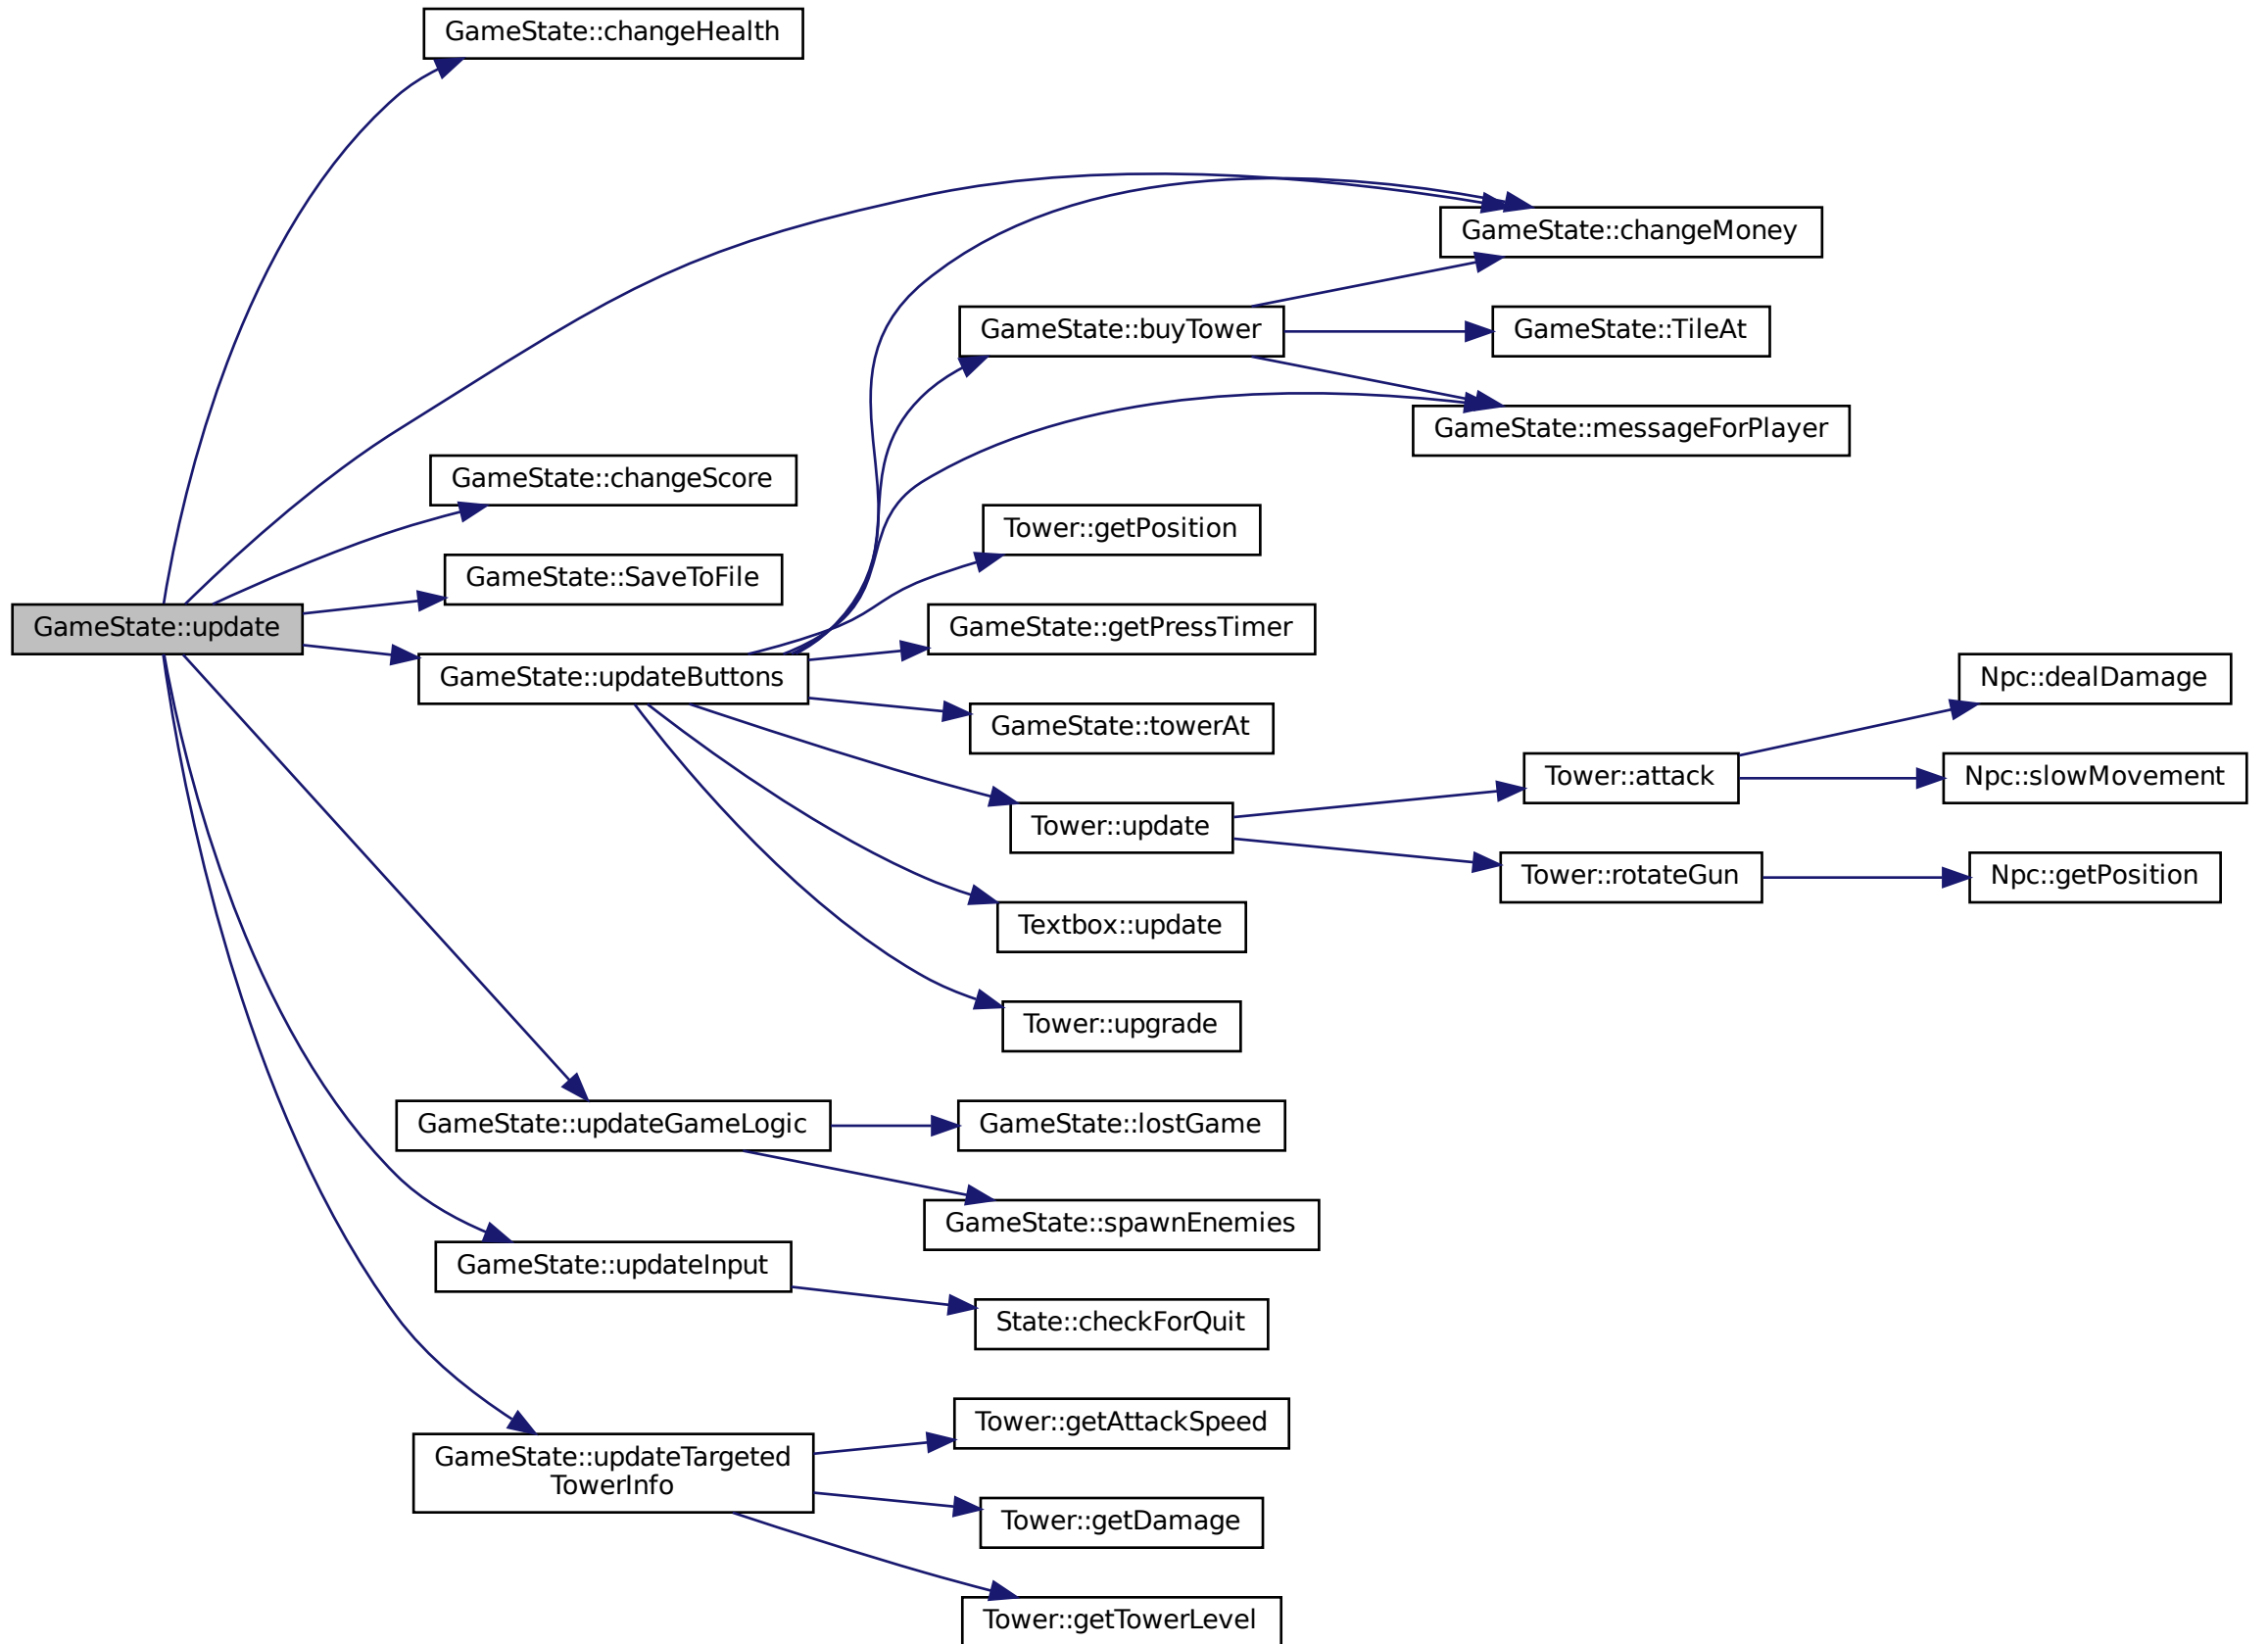 GameState::changeHealth
GameState::changeMoney
GameState::buyTower
GameState::TileAt
GameState::messageForPlayer
GameState::changeScore
Tower::getPosition
GameState::SaveToFile
GameState::update
GameState::getPressTimer
GameState::updateButtons
Npc::dealDamage
GameState::towerAt
Tower::attack
Npc::slowMovement
Tower::update
Tower::rotateGun
Npc::getPosition
Textbox::update
Tower::upgrade
GameState::updateGameLogic
GameState::lostGame
GameState::spawnEnemies
GameState::updateInput
State::checkForQuit
Tower::getAttackSpeed
GameState::updateTargeted
TowerInfo
Tower::getDamage
Tower::getTowerLevel